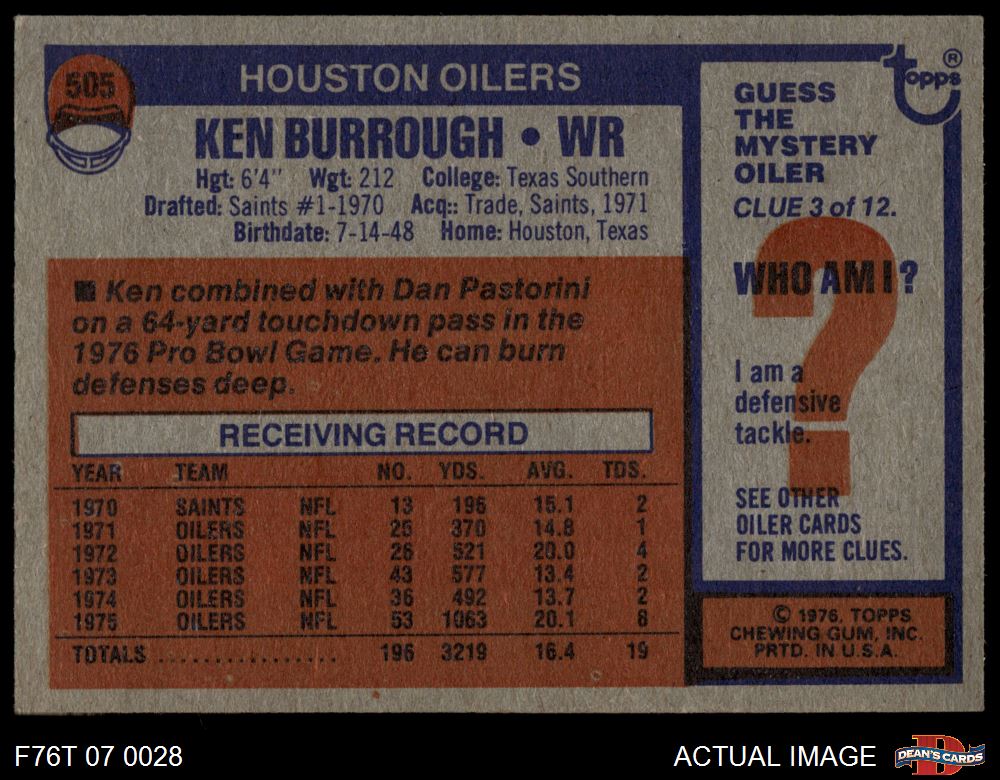 505
HOUSTON OILERS
KEN BURROUGH • WR
Hgt: 6'4" Wgt: 212 College: Texas Southern
Drafted: Saints #1-1970 Acq.: Trade, Saints, 1971
Birthdate: 7-14-48 Home: Houston, Texas
■ Ken combined with Dan Pastorini
on a 64-yard touchdown pass in the
1976 Pro Bowl Game. He can burn
defenses deep.
RECEIVING RECORD
YEAR TEAM NO. YDS. AVG. TDS.
1970 SAINTS NFL 13 196 15.1 2
1971 OILERS NFL 25 370 14.8 1
1972 OILERS NFL 26 521 20.0 4
1973 OILERS NFL 43 577 13.4 2
1974 OILERS NFL 36 492 13.7 2
1975 OILERS NFL 53 1063 20.1 8
TOTALS ................. 196 3219 16.4 19
topps ®
GUESS
THE
MYSTERY
OILER
CLUE 3 of 12.
WHO AM I?
?
I am a
defensive
tackle.
SEE OTHER
OILER CARDS
FOR MORE CLUES.
© 1976, TOPPS
CHEWING GUM, INC.
PRTD. IN U.S.A.
F76T 07 0028
ACTUAL IMAGE
D
DEAN'S CARDS